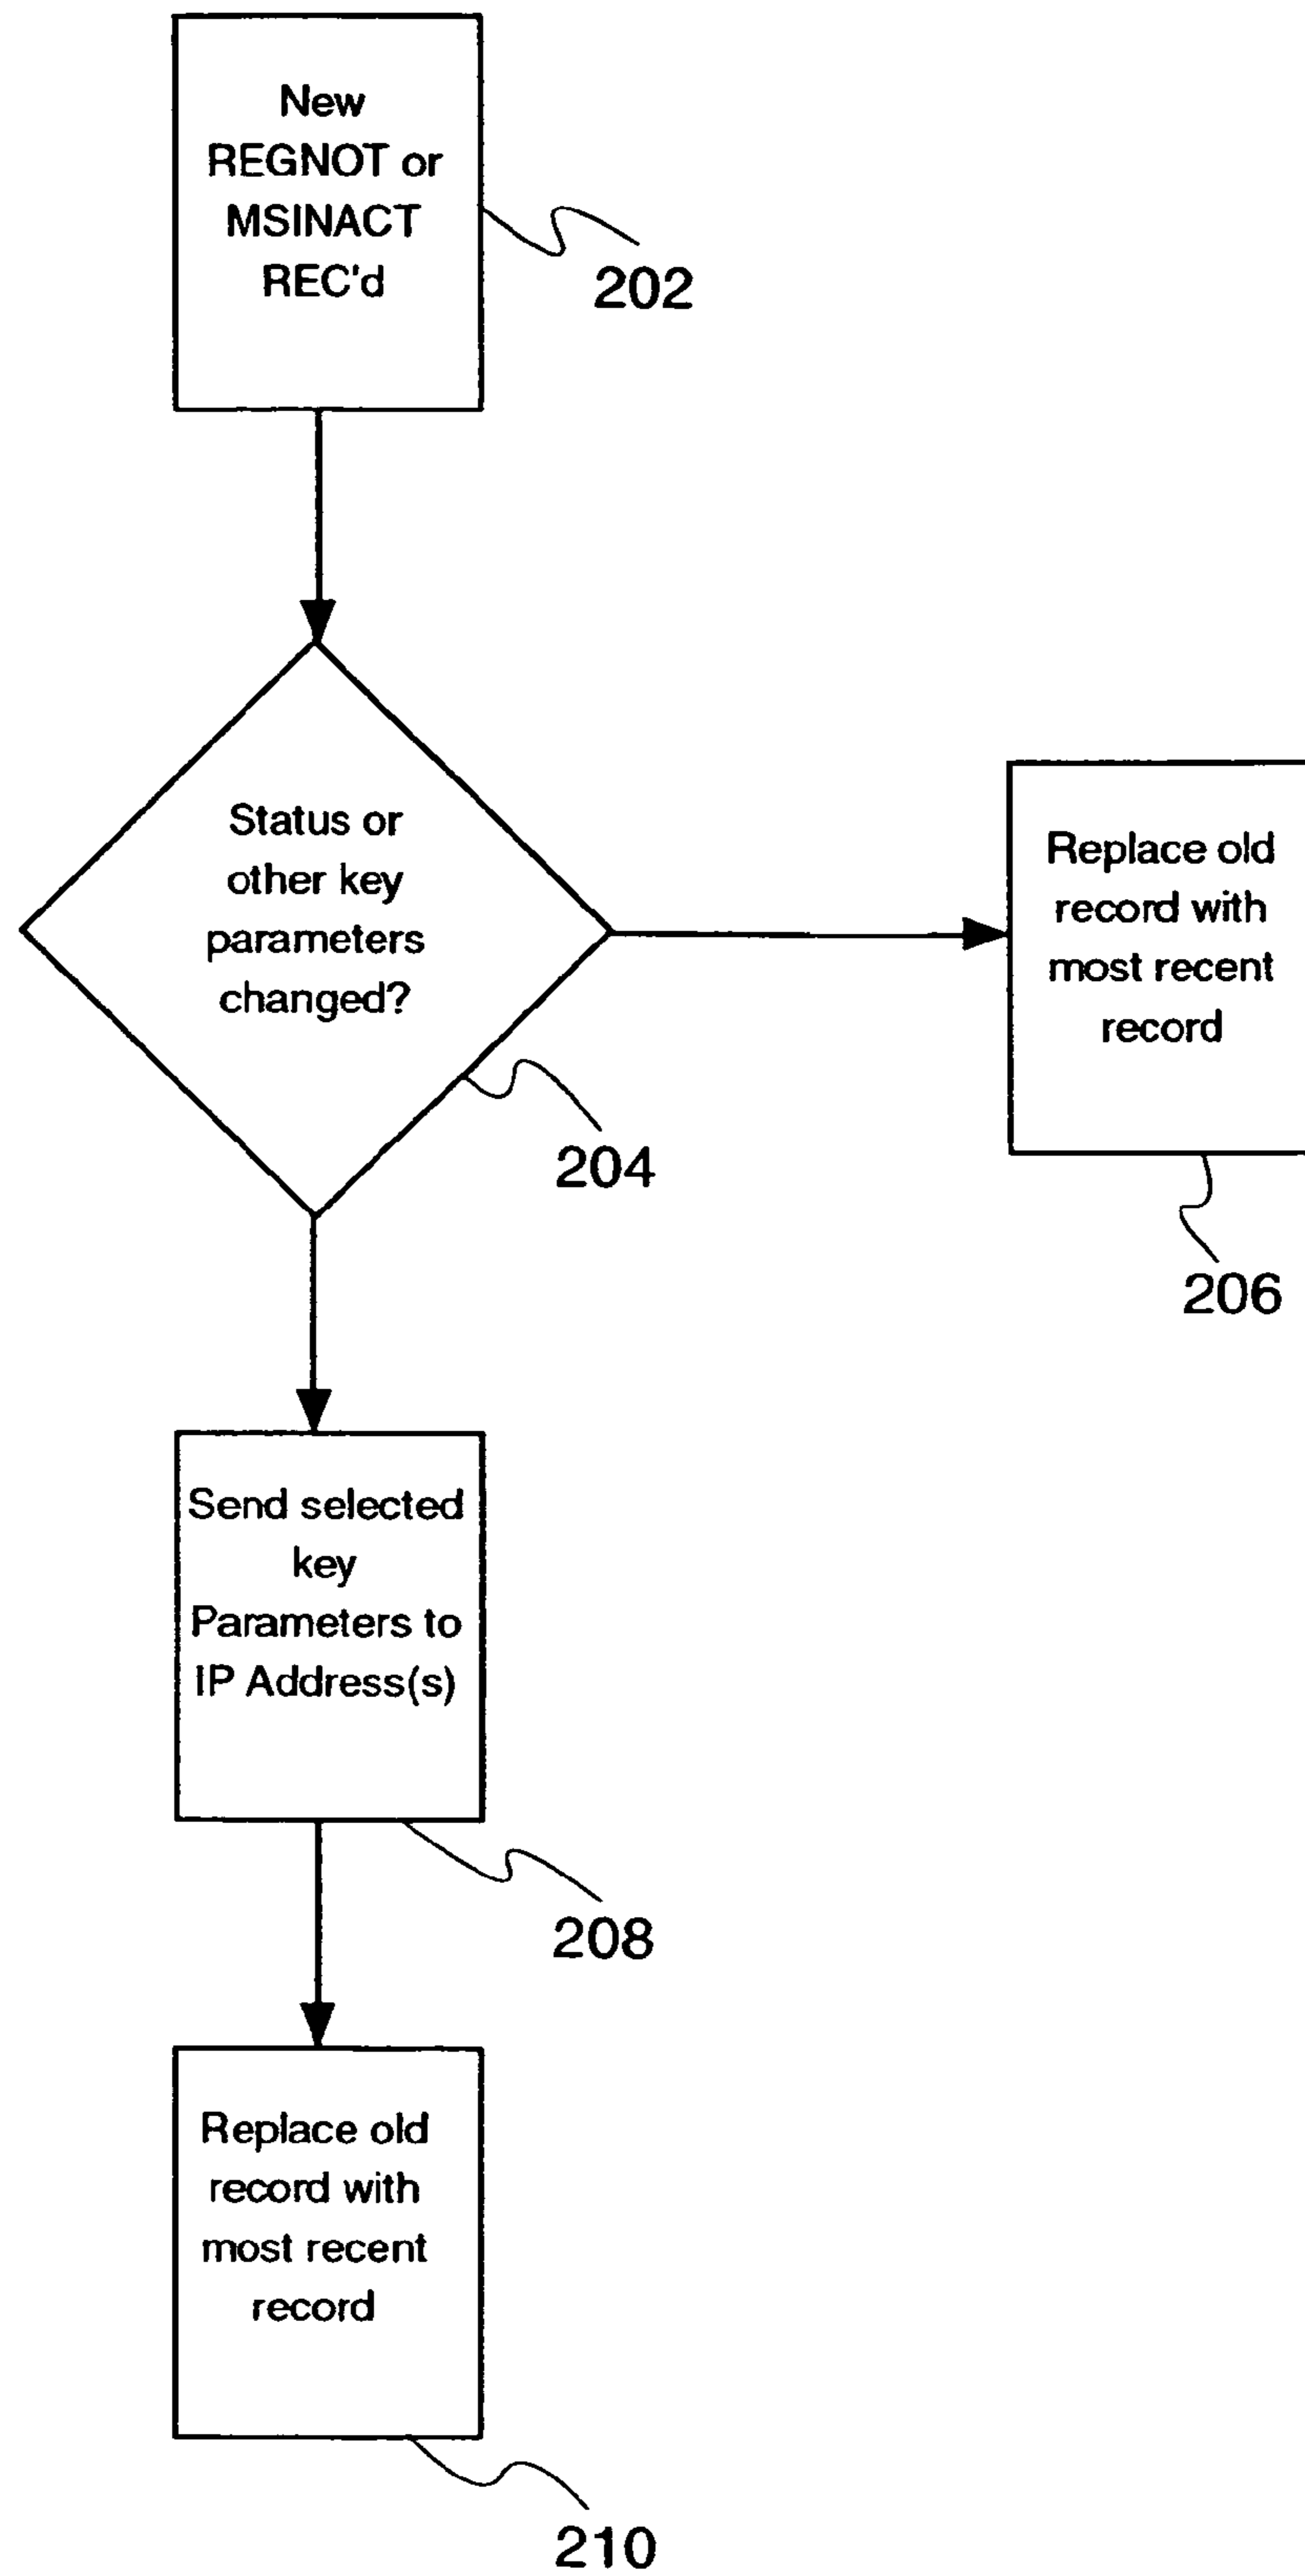 New
REGNOT or
MSINACT
REC'd
202
Status or
other key
parameters
changed?
204
Replace old
record with
most recent
record
206
Send selected
key
Parameters to
IP Address(s)
208
Replace old
record with
most recent
record
210